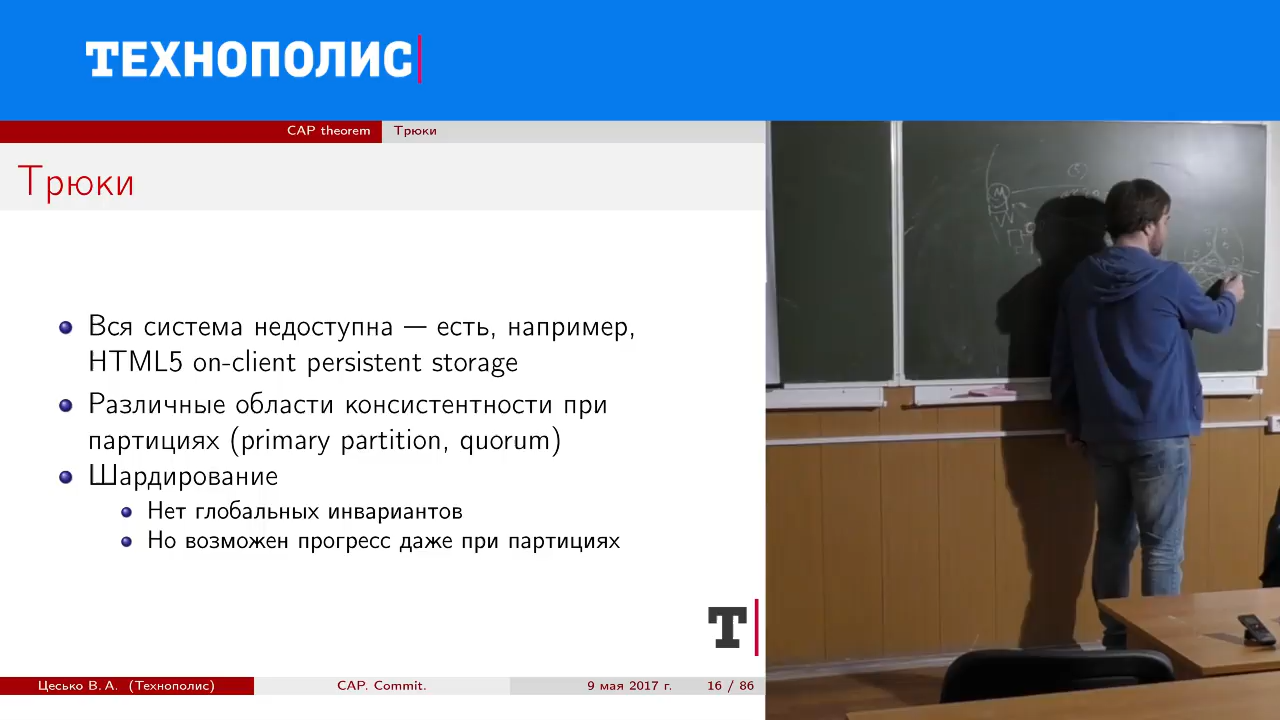 ТЕХНОПОЛИС
CAP theorem Трюки
Трюки
Вся система недоступна — есть, например,
HTML5 on-client persistent storage
Различные области консистентности при
партициях (primary partition, quorum)
Шардирование
Нет глобальных инвариантов
Но возможен прогресс даже при партициях
Т
Цесько В. А. (Технополис) CAP. Commit. 9 мая 2017 г. 16 / 86